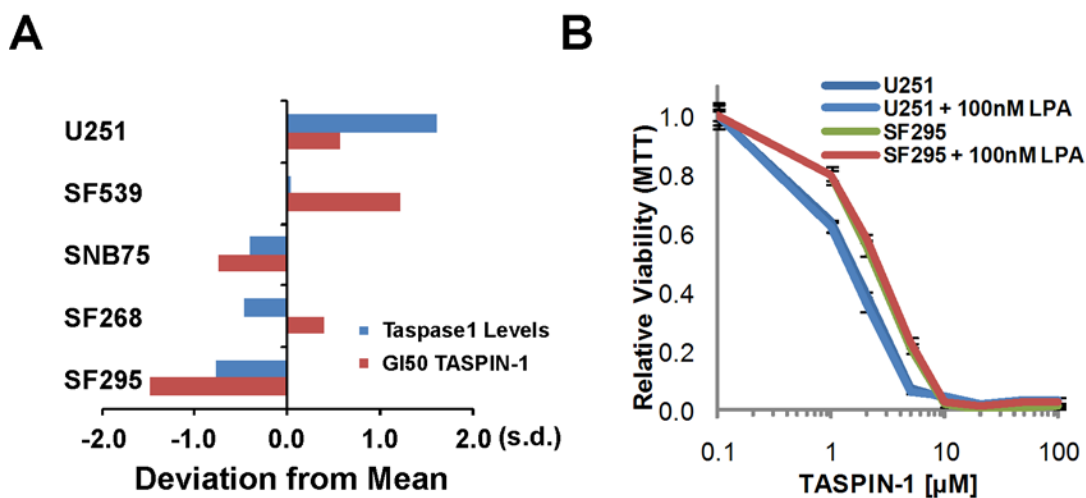 A
U251
SF539
SNB75
SF268
SF295
Taspase1 Levels
GI50 TASPIN-1
-2.0 -1.0 0.0 1.0 2.0 (s.d.)
Deviation from Mean
B
U251
U251 + 100nM LPA
SF295
SF295 + 100nM LPA
Relative Viability (MTT)
1.0
0.8
0.6
0.4
0.2
0.0
0.1 1 10 100
TASPIN-1 [µM]